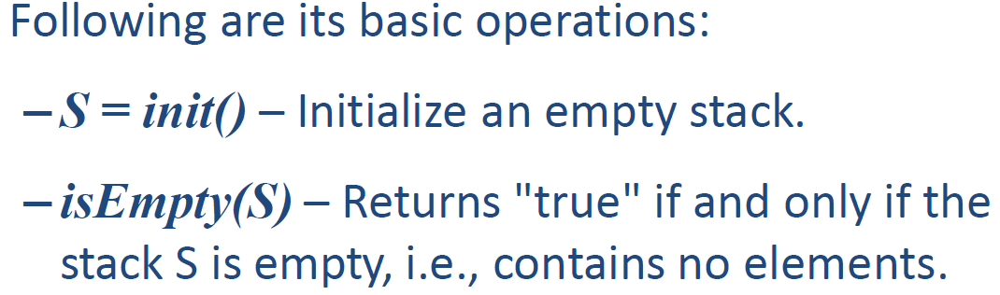 Following are its basic operations:
– S = init() – Initialize an empty stack.
– isEmpty(S) – Returns "true" if and only if the
stack S is empty, i.e., contains no elements.